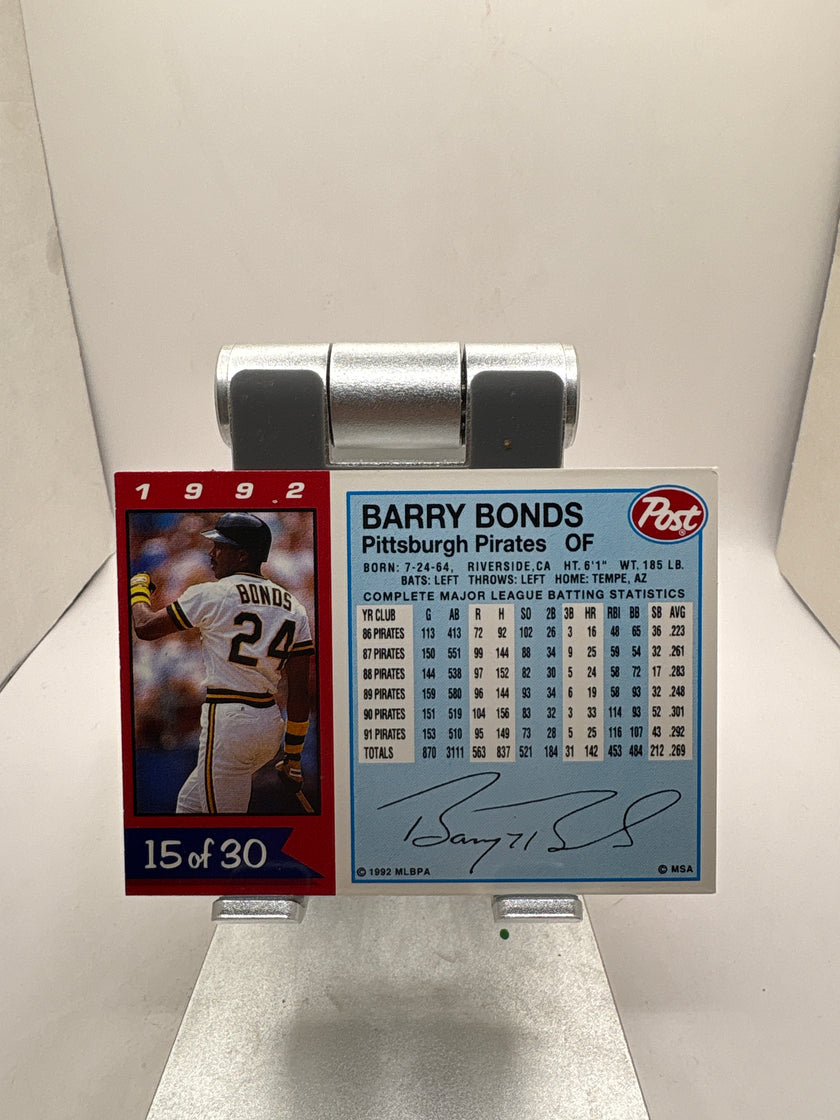 1 9 9 2
BONDS
24
15 of 30
BARRY BONDS
Post
®
Pittsburgh Pirates OF
BORN: 7-24-64, RIVERSIDE, CA HT. 6'1" WT. 185 LB.
BATS: LEFT THROWS: LEFT HOME: TEMPE, AZ
COMPLETE MAJOR LEAGUE BATTING STATISTICS
YR CLUB G AB R H SO 2B 3B HR RBI BB SB AVG
86 PIRATES 113 413 72 92 102 26 3 16 48 65 36 .223
87 PIRATES 150 551 99 144 88 34 9 25 59 54 32 .261
88 PIRATES 144 538 97 152 82 30 5 24 58 72 17 .283
89 PIRATES 159 580 96 144 93 34 6 19 58 93 32 .248
90 PIRATES 151 519 104 156 83 32 3 33 114 93 52 .301
91 PIRATES 153 510 95 149 73 28 5 25 116 107 43 .292
TOTALS 870 3111 563 837 521 184 31 142 453 484 212 .269
Barry Bonds
© 1992 MLBPA
© MSA